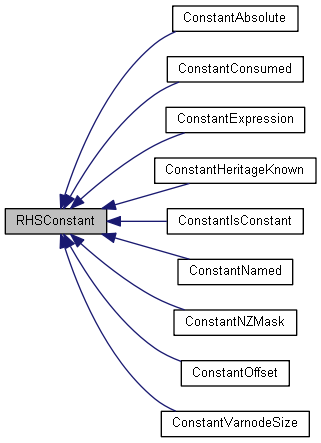 ConstantAbsolute
ConstantConsumed
ConstantExpression
ConstantHeritageKnown
RHSConstant
ConstantIsConstant
ConstantNamed
ConstantNZMask
ConstantOffset
ConstantVarnodeSize